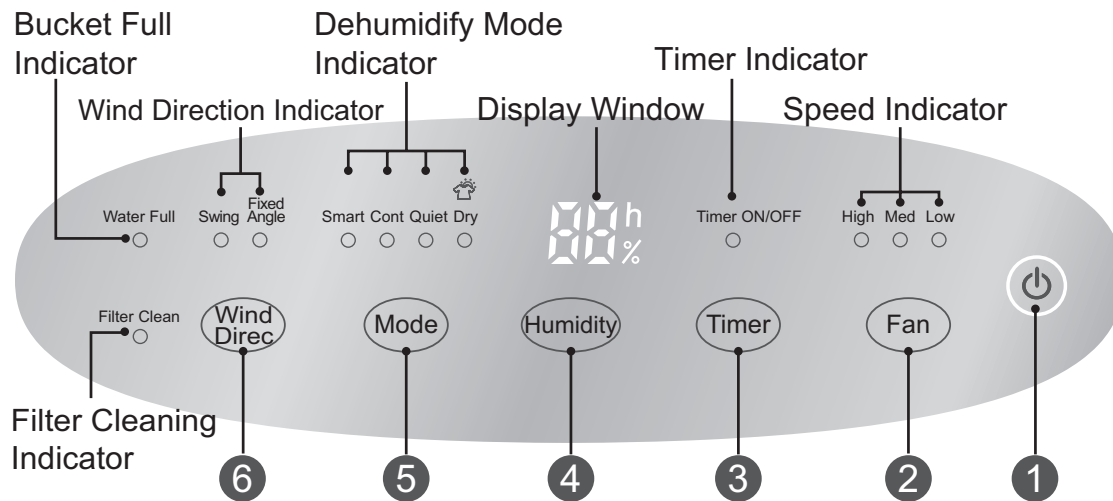 Bucket Full
Indicator
Dehumidify Mode
Indicator
Timer Indicator
Wind Direction Indicator
Display Window
Speed Indicator
Water Full
Swing
Fixed
Angle
Smart Cont Quiet Dry
88 h
%
Timer ON/OFF
High Med Low
Filter Clean
Wind
Direc
Mode
Humidity
Timer
Fan
Filter Cleaning
Indicator
6
5
4
3
2
1